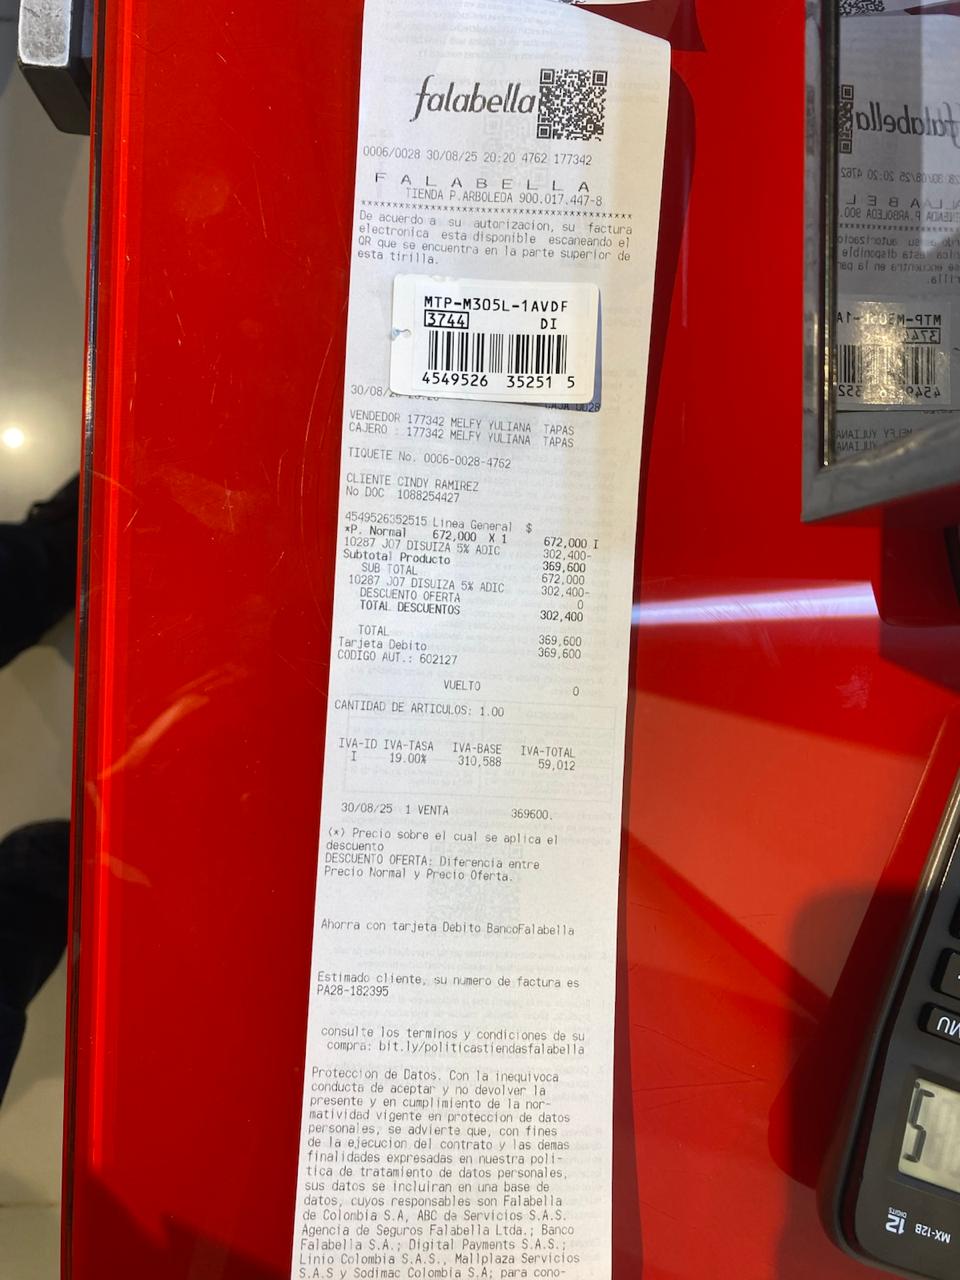 falabella
0006/0028 30/08/25 20:20 4762 177342
F A L A B E L L A
TIENDA P.ARBOLEDA 900.017.447-8
De acuerdo a su autorizacion, su factura
electronica esta disponible escaneando el
QR que se encuentra en la parte superior de
esta tirilla.
MTP-M305L-1AVDF
3744 DI
4549526 35251 5
30/08/
VENDEDOR 177342 MELFY YULIANA TAPAS
CAJERO : 177342 MELFY YULIANA TAPAS
TIQUETE No. 0006-0028-4762
CLIENTE CINDY RAMIREZ
No DOC 1088254427
4549526352515 Linea General $
*P. Normal 672,000 X 1 672,000 I
10287 J07 DISUIZA 5% ADIC 302,400-
Subtotal Producto 369,600
SUB TOTAL 672,000
10287 J07 DISUIZA 5% ADIC 302,400-
DESCUENTO OFERTA 0
TOTAL DESCUENTOS 302,400
TOTAL 369,600
Tarjeta Debito 369,600
CODIGO AUT.: 602127
VUELTO 0
CANTIDAD DE ARTICULOS: 1.00
IVA-ID IVA-TASA IVA-BASE IVA-TOTAL
I 19.00% 310,588 59,012
30/08/25 1 VENTA 369600.
(*) Precio sobre el cual se aplica el
descuento
DESCUENTO OFERTA: Diferencia entre
Precio Normal y Precio Oferta.
Ahorra con tarjeta Debito BancoFalabella
Estimado cliente, su numero de factura es
PA28-182395
consulte los terminos y condiciones de su
compra: bit.ly/politicastiendasfalabella
Proteccion de Datos. Con la inequivoca
conducta de aceptar y no devolver la
presente y en cumplimiento de la nor-
matividad vigente en proteccion de datos
personales, se advierte que, con fines
de la ejecucion del contrato y las demas
finalidades expresadas en nuestra poli-
tica de tratamiento de datos personales,
sus datos se incluiran en una base de
datos, cuyos responsables son Falabella
de Colombia S.A, ABC de Servicios S.A.S.
Agencia de Seguros Falabella Ltda.; Banco
Falabella S.A.; Digital Payments S.A.S.;
Linio Colombia S.A.S., Mallplaza Servicios
S.A.S y Sodimac Colombia S.A; para cono-
MU
12 DIGITS
MX-12B